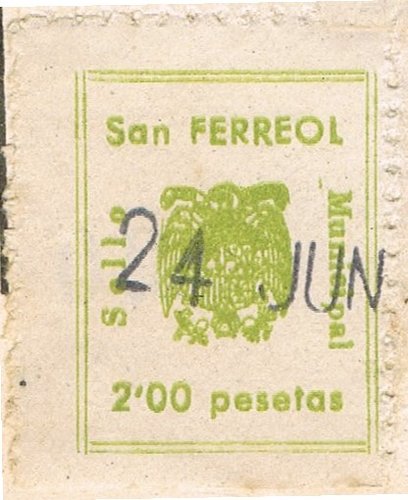 San FERREOL
Sello
Municipal
24 JUN
2'00 pesetas